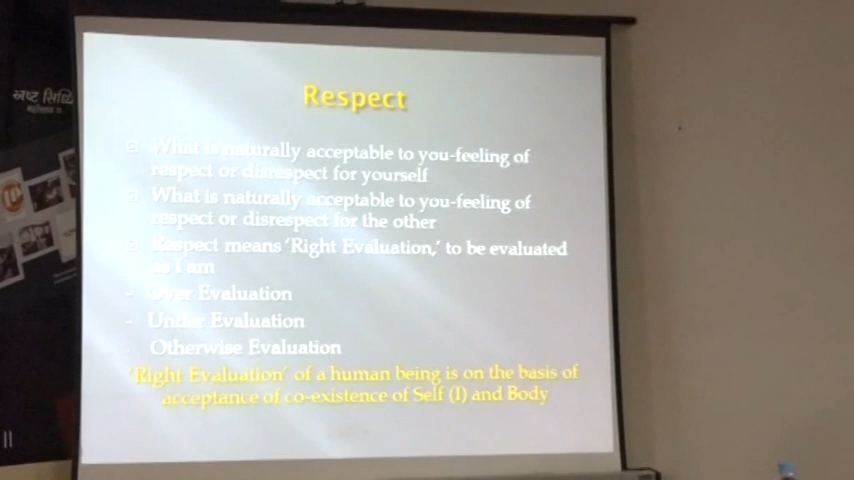 અષ્ટ સિદ્ધિ
Respect
What is naturally acceptable to you-feeling of
respect or disrespect for yourself
What is naturally acceptable to you-feeling of
respect or disrespect for the other
Respect means ‘Right Evaluation,’ to be evaluated
as I am
- Over Evaluation
- Under Evaluation
Otherwise Evaluation
‘Right Evaluation’ of a human being is on the basis of
acceptance of co-existence of Self (I) and Body